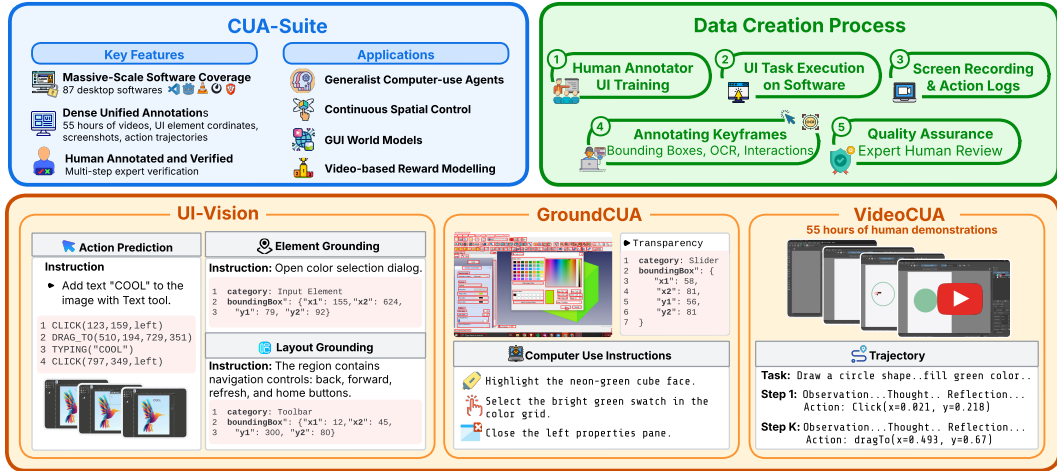 CUA-Suite
Key Features
Massive-Scale Software Coverage
87 desktop softwares
Dense Unified Annotations
55 hours of videos, UI element cordinates,
screenshots, action trajectories
Human Annotated and Verified
Multi-step expert verification
Applications
Generalist Computer-use Agents
Continuous Spatial Control
GUI World Models
Video-based Reward Modelling
Data Creation Process
1
Human Annotator
UI Training
2
UI Task Execution
on Software
3
Screen Recording
& Action Logs
4
Annotating Keyframes
Bounding Boxes, OCR, Interactions
5
Quality Assurance
Expert Human Review
UI-Vision
Action Prediction
Instruction
Add text "COOL" to the
image with Text tool.
1 CLICK(123,159,left)
2 DRAG_TO(510,194,729,351)
3 TYPING("COOL")
4 CLICK(797,349,left)
Element Grounding
Instruction: Open color selection dialog.
1 category: Input Element
2 boundingBox": {"x1": 155,"x2": 624,
3 "y1": 79, "y2": 92}
Layout Grounding
Instruction: The region contains
navigation controls: back, forward,
refresh, and home buttons.
1 category: Toolbar
2 boundingBox": {"x1": 12,"x2": 45,
3 "y1": 300, "y2": 80}
GroundCUA
Transparency
1 category: Slider
2 boundingBox": {
3 "x1": 58,
4 "x2": 81,
5 "y1": 56,
6 "y2": 81
7 }
Computer Use Instructions
Highlight the neon-green cube face.
Select the bright green swatch in the
color grid.
Close the left properties pane.
VideoCUA
55 hours of human demonstrations
Trajectory
Task: Draw a circle shape..fill green color..
Step 1: Observation...Thought.. Reflection...
Action: Click(x=0.021, y=0.218)
Step K: Observation...Thought.. Reflection...
Action: dragTo(x=0.493, y=0.67)